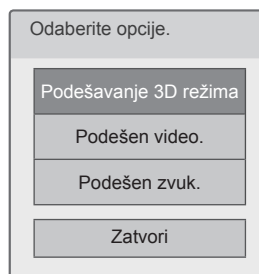 Odaberite opcije.
Podešavanje 3D režima
Podešen video.
Podešen zvuk.
Zatvori